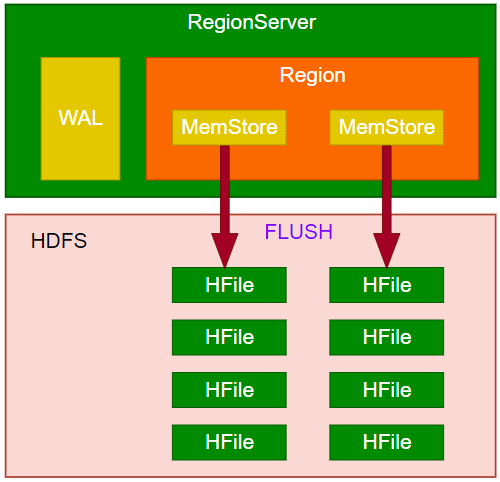 RegionServer
WAL
Region
MemStore
MemStore
HDFS
FLUSH
HFile
HFile
HFile
HFile
HFile
HFile
HFile
HFile